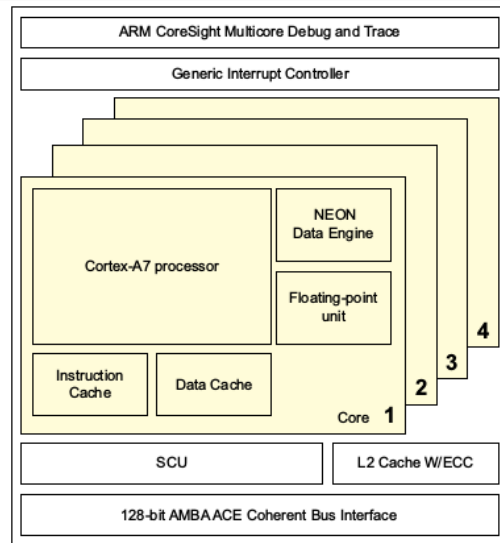 ARM CoreSight Multicore Debug and Trace
Generic Interrupt Controller
Cortex-A7 processor
NEON
Data Engine
Floating-point
unit
Instruction
Cache
Data Cache
Core 1
2
3
4
SCU
L2 Cache W/ECC
128-bit AMBA ACE Coherent Bus Interface